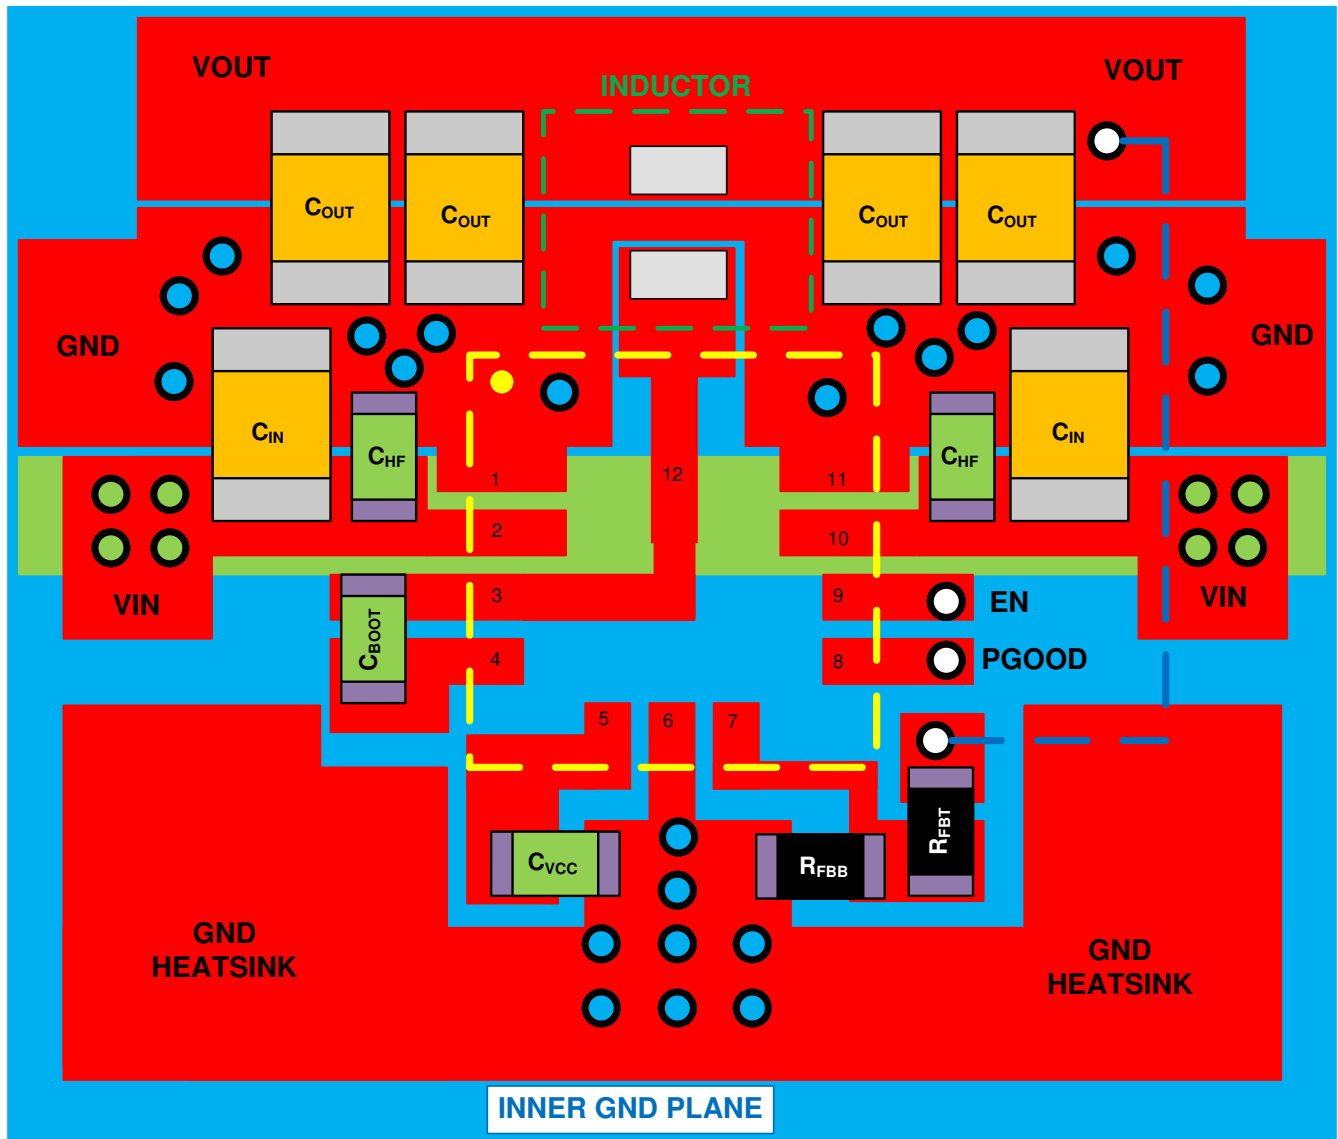 VOUT
VOUT
INDUCTOR
COUT
COUT
COUT
COUT
GND
GND
CIN
CHF
CHF
CIN
1
12
11
2
10
VIN
3
9
EN
VIN
CBOOT
4
8
PGOOD
5
6
7
CVCC
RFBB
RFBT
GND
HEATSINK
GND
HEATSINK
INNER GND PLANE